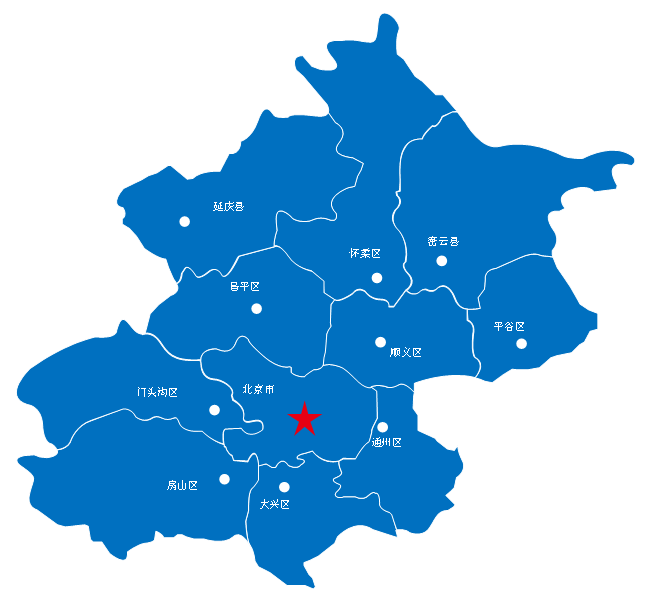 延庆县
密云县
怀柔区
昌平区
平谷区
顺义区
北京市
门头沟区
通州区
房山区
大兴区